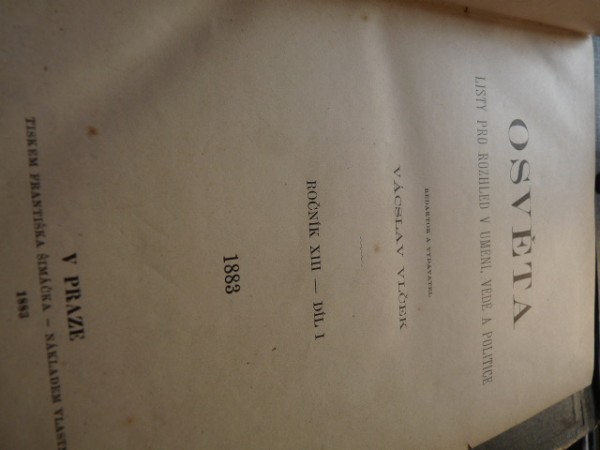 OSVĚTA
LISTY PRO ROZHLED V UMĚNÍ, VĚDĚ A POLITICE
REDAKTOR A VYDAVATEL
VÁCSLAV VLČEK
ROČNÍK XIII — DÍL I
1883
V PRAZE
TISKEM FRANTIŠKA ŠIMÁČKA — NÁKLADEM VLAST
1883